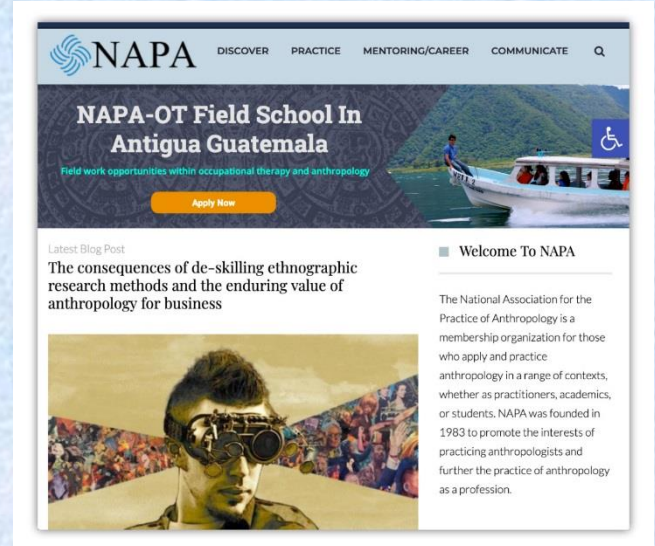 NAPA
DISCOVER PRACTICE MENTORING/CAREER COMMUNICATE
NAPA-OT Field School In
Antigua Guatemala
Field work opportunities within occupational therapy and anthropology
Apply Now
Latest Blog Post
The consequences of de-skilling ethnographic
research methods and the enduring value of
anthropology for business
Welcome To NAPA
The National Association for the
Practice of Anthropology is a
membership organization for those
who apply and practice
anthropology in a range of contexts,
whether as practitioners, academics,
or students. NAPA was founded in
1983 to promote the interests of
practicing anthropologists and
further the practice of anthropology
as a profession.